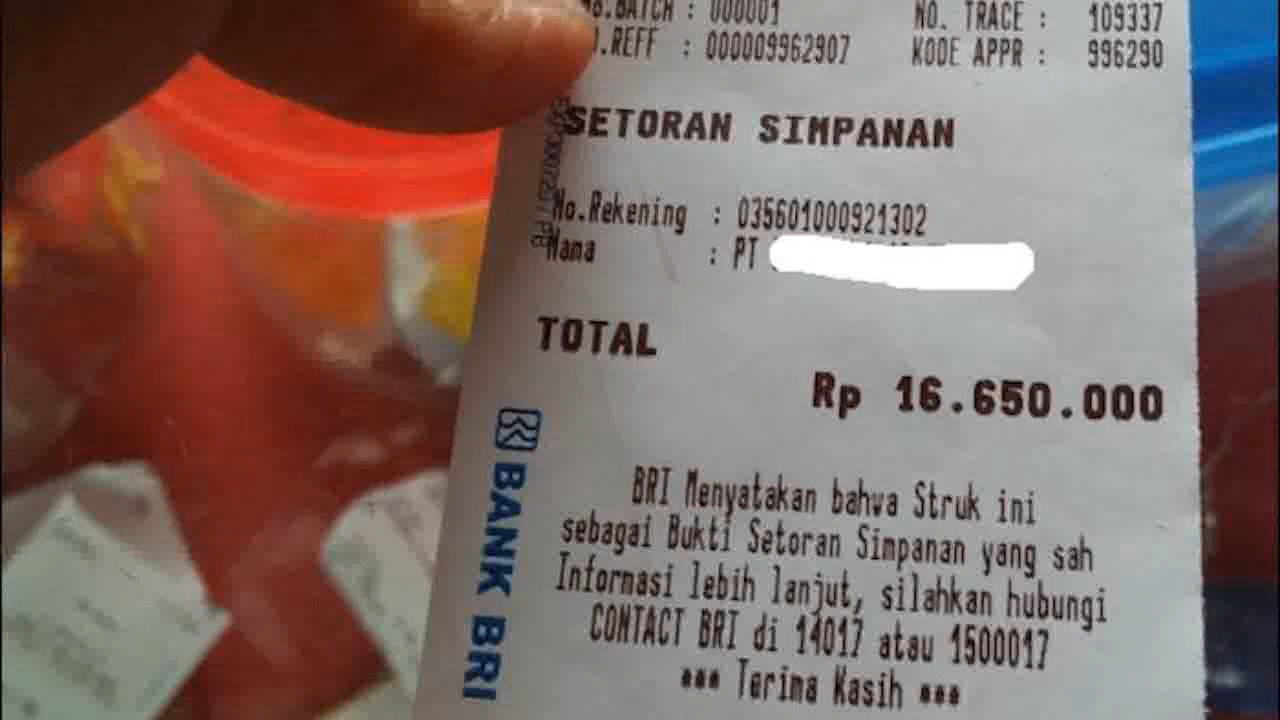 .BATCH : 000001 NO. TRACE : 109337
.REFF : 000009962907 KODE APPR : 996290
SETORAN SIMPANAN
No.Rekening : 035601000921302
Nama : PT
TOTAL
Rp 16.650.000
BRI Menyatakan bahwa Struk ini
sebagai Bukti Setoran Simpanan yang sah
Informasi lebih lanjut, silahkan hubungi
CONTACT BRI di 14017 atau 1500017
*** Terima Kasih ***
BANK BRI